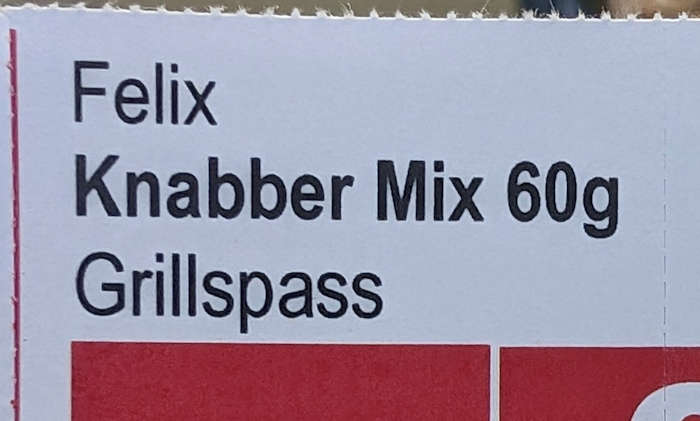 Felix
Knabber Mix 60g
Grillspass